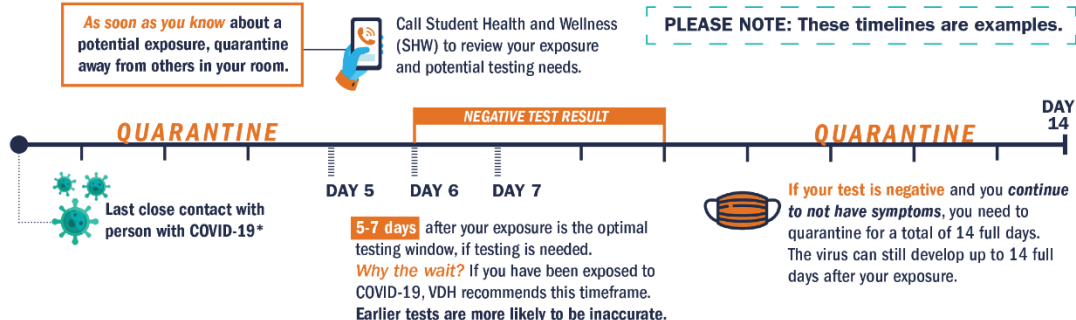 As soon as you know about a
potential exposure, quarantine
away from others in your room.
Call Student Health and Wellness
(SHW) to review your exposure
and potential testing needs.
PLEASE NOTE: These timelines are examples.
QUARANTINE
NEGATIVE TEST RESULT
QUARANTINE
DAY
14
DAY 5
DAY 6
DAY 7
Last close contact with
person with COVID-19*
5-7 days after your exposure is the optimal
testing window, if testing is needed.
Why the wait? If you have been exposed to
COVID-19, VDH recommends this timeframe.
Earlier tests are more likely to be inaccurate.
If your test is negative and you continue
to not have symptoms, you need to
quarantine for a total of 14 full days.
The virus can still develop up to 14 full
days after your exposure.